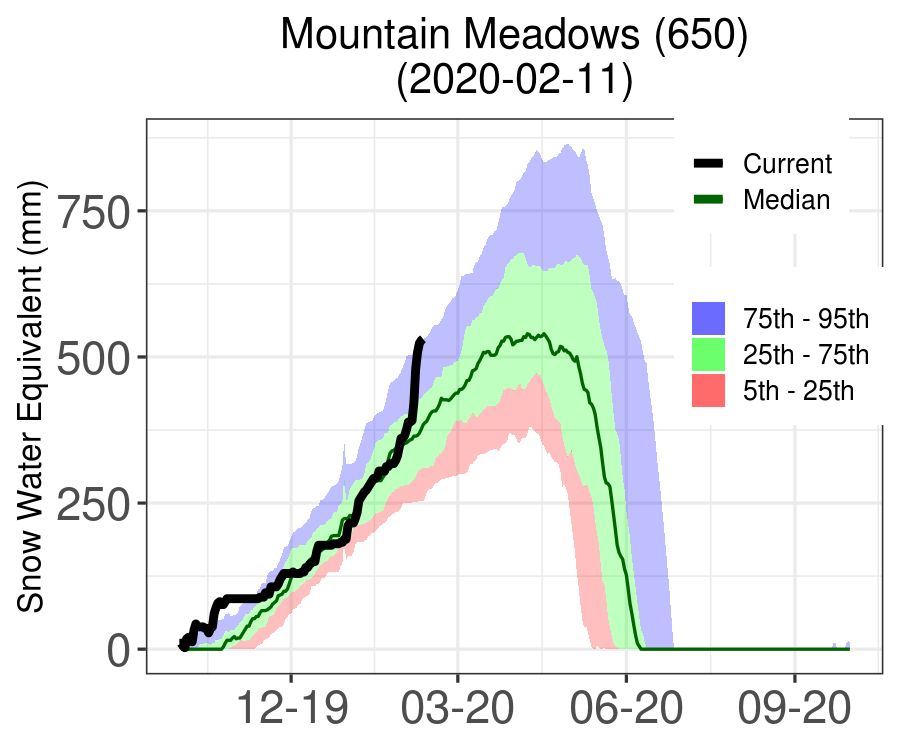 Mountain Meadows (650)
(2020-02-11)
Current
Median
75th - 95th
25th - 75th
5th - 25th
Snow Water Equivalent (mm)
750
500
250
0
12-19
03-20
06-20
09-20